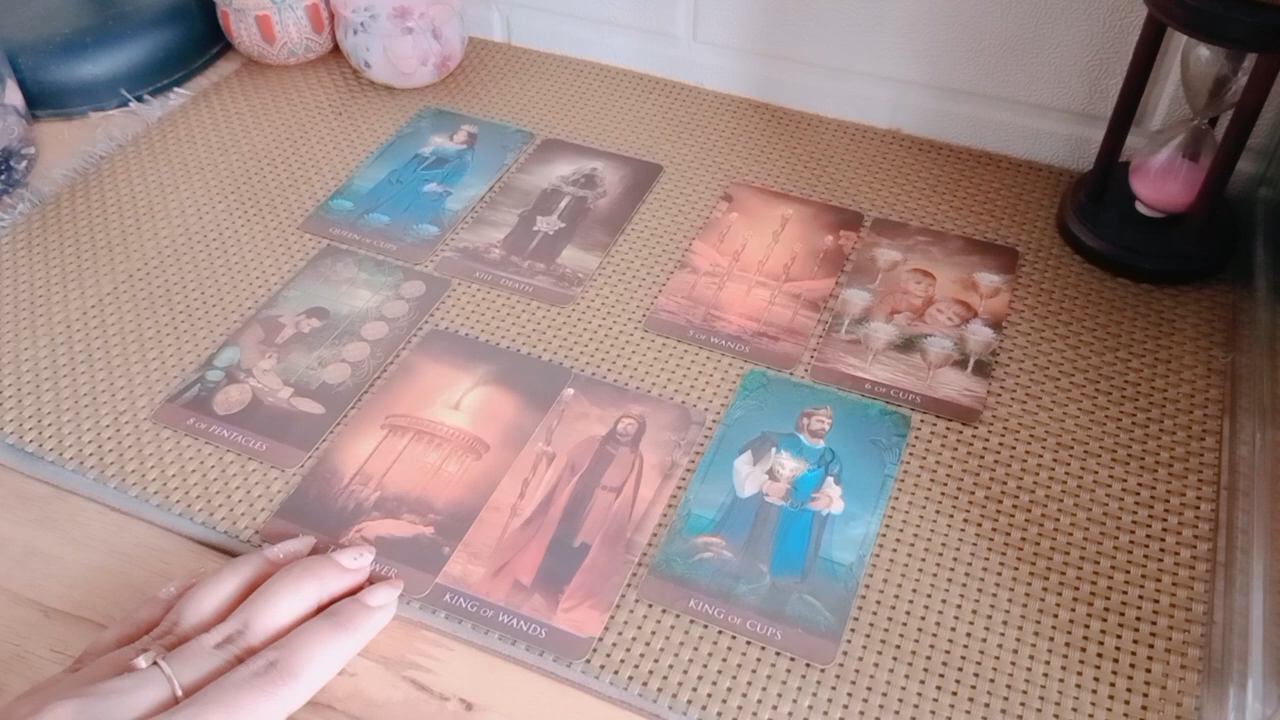 QUEEN OF CUPS
XIII - DEATH
5 OF WANDS
6 OF CUPS
8 OF PENTACLES
WER
KING OF WANDS
KING OF CUPS